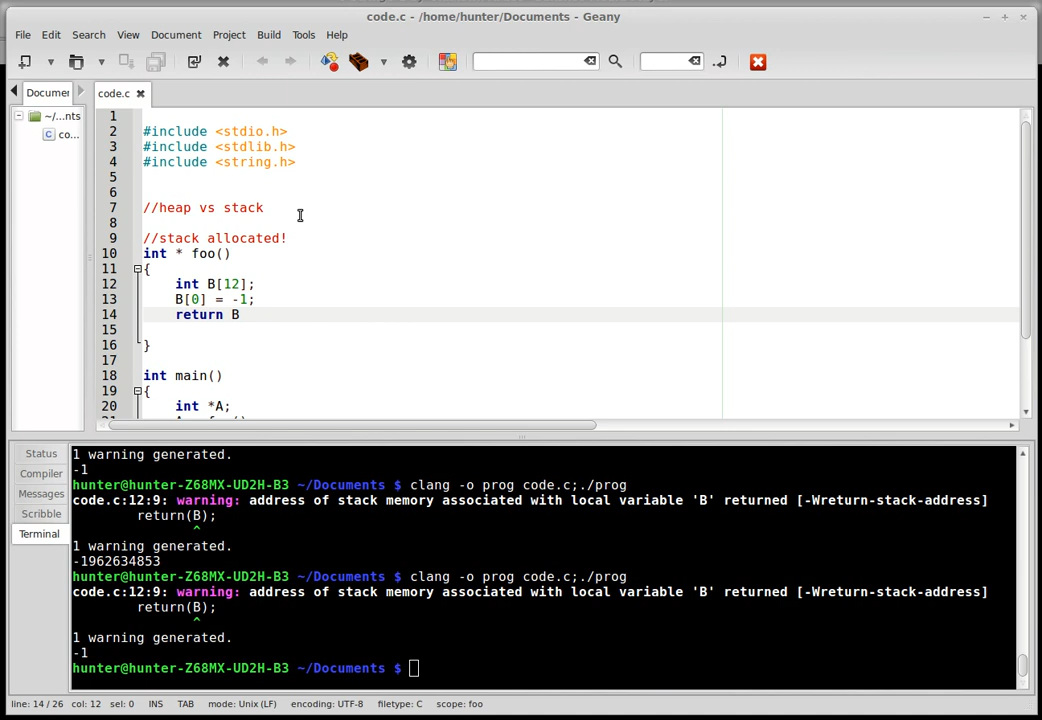 code.c - /home/hunter/Documents - Geany
File Edit Search View Document Project Build Tools Help
Documer
code.c
~/...nts
co...
1
2 #include <stdio.h>
3 #include <stdlib.h>
4 #include <string.h>
5
6
7 //heap vs stack
8
9 //stack allocated!
10 int * foo()
11 {
12 int B[12];
13 B[0] = -1;
14 return B
15
16 }
17
18 int main()
19 {
20 int *A;
Status
Compiler
Messages
Scribble
Terminal
1 warning generated.
-1
hunter@hunter-Z68MX-UD2H-B3 ~/Documents $ clang -o prog code.c;./prog
code.c:12:9: warning: address of stack memory associated with local variable 'B' returned [-Wreturn-stack-address]
return(B);
^
1 warning generated.
-1962634853
hunter@hunter-Z68MX-UD2H-B3 ~/Documents $ clang -o prog code.c;./prog
code.c:12:9: warning: address of stack memory associated with local variable 'B' returned [-Wreturn-stack-address]
return(B);
^
1 warning generated.
-1
hunter@hunter-Z68MX-UD2H-B3 ~/Documents $
line: 14 / 26 col: 12 sel: 0 INS TAB mode: Unix (LF) encoding: UTF-8 filetype: C scope: foo